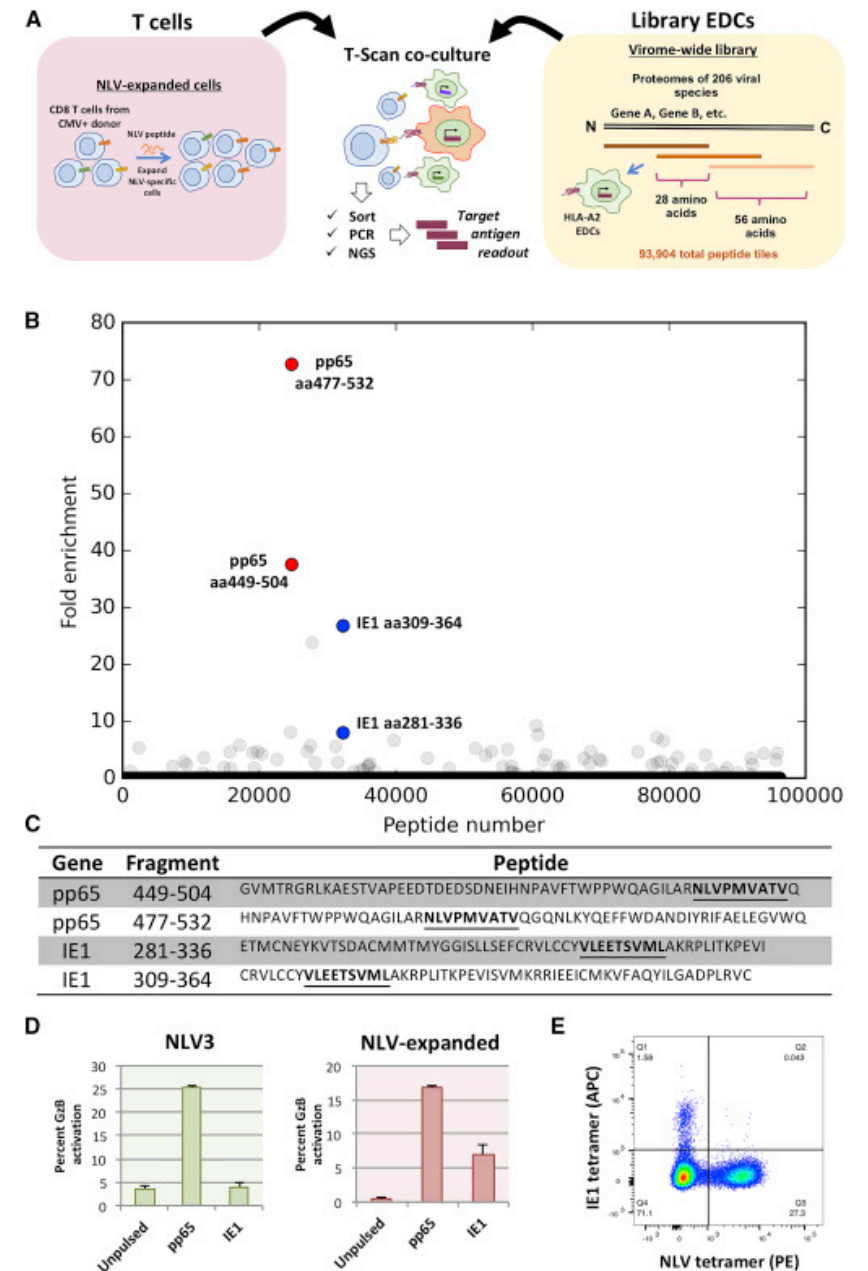 A
T cells
Library EDCs
NLV-expanded cells
CD8 T cells from
CMV+ donor
NLV peptide
Expand
NLV-specific
cells
T-Scan co-culture
✓ Sort
✓ PCR
✓ NGS
Target
antigen
readout
Virome-wide library
Proteomes of 206 viral
species
Gene A, Gene B, etc.
N
C
HLA-A2
EDCs
28 amino
acids
56 amino
acids
93,904 total peptide tiles
B
Fold enrichment
80
70
60
50
40
30
20
10
0
pp65
aa477-532
pp65
aa449-504
IE1 aa309-364
IE1 aa281-336
0 20000 40000 60000 80000 100000
Peptide number
C
Gene Fragment Peptide
pp65 449-504 GVMTRGRLKAESTVAPEEDTDEDSDNEIHNPAVFTWPPWQAGILARNLVPMVATVQ
pp65 477-532 HNPAVFTWPPWQAGILARNLVPMVATVQGQNLKYQEFFWDANDIYRIFAELEGVWQ
IE1 281-336 ETMCNEYKVTSDACMMTMYGGISLLSEFCRVLCCYVLEETSVMLAKRPLITKPEVI
IE1 309-364 CRVLCCYVLEETSVMLAKRPLITKPEVISVMKRRIEEICMKVFAQYILGADPLRVC
D
NLV3
Percent GzB
activation
30
25
20
15
10
5
0
Unpulsed pp65 IE1
NLV-expanded
Percent GzB
activation
20
15
10
5
0
Unpulsed pp65 IE1
E
IE1 tetramer (APC)
Q1
1.58
Q2
0.043
Q4
71.1
Q3
27.3
0
0
NLV tetramer (PE)